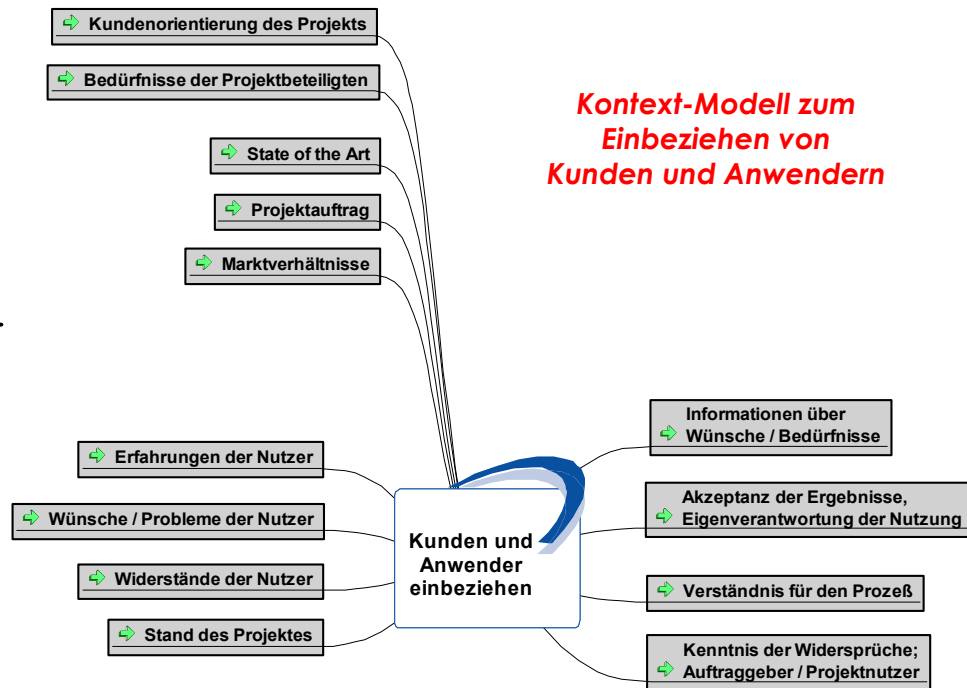 Kundenorientierung des Projekts
Bedürfnisse der Projektbeteiligten
State of the Art
Projektauftrag
Marktverhältnisse
Kontext-Modell zum
Einbeziehen von
Kunden und Anwendern
Erfahrungen der Nutzer
Wünsche / Probleme der Nutzer
Widerstände der Nutzer
Stand des Projektes
Kunden und
Anwender
einbeziehen
Informationen über
Wünsche / Bedürfnisse
Akzeptanz der Ergebnisse,
Eigenverantwortung der Nutzung
Verständnis für den Prozeß
Kenntnis der Widersprüche;
Auftraggeber / Projektnutzer